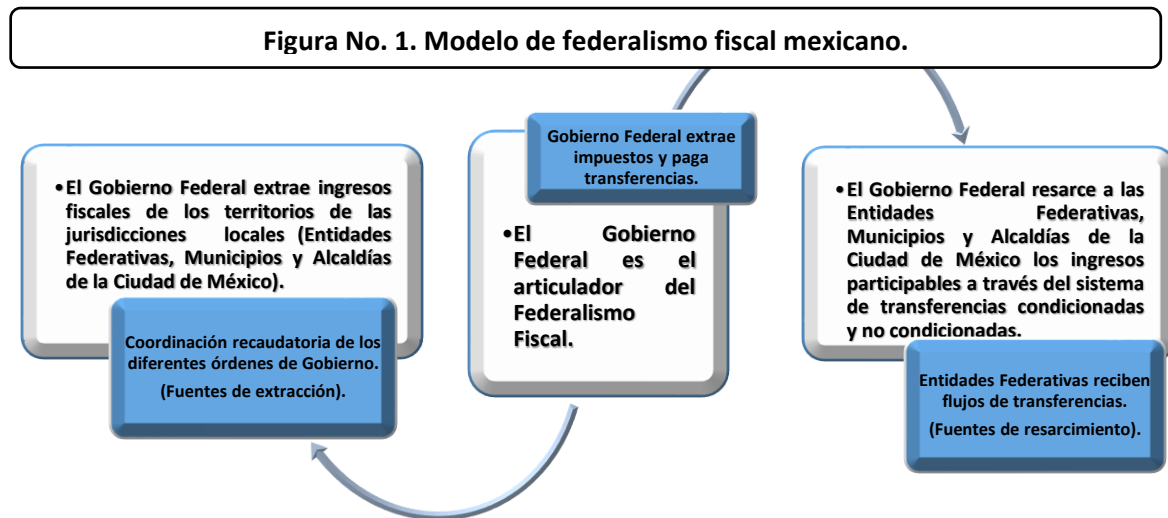 Figura No. 1. Modelo de federalismo fiscal mexicano.
•El Gobierno Federal extrae ingresos
fiscales de los territorios de las
jurisdicciones locales (Entidades
Federativas, Municipios y Alcaldías
de la Ciudad de México).
Coordinación recaudatoria de los
diferentes órdenes de Gobierno.
(Fuentes de extracción).
Gobierno Federal extrae
impuestos y paga
transferencias.
•El Gobierno
Federal es el
articulador del
Federalismo
Fiscal.
•El Gobierno Federal resarce a las
Entidades Federativas,
Municipios y Alcaldías de la
Ciudad de México los ingresos
participables a través del sistema
de transferencias condicionadas
y no condicionadas.
Entidades Federativas reciben
flujos de transferencias.
(Fuentes de resarcimiento).